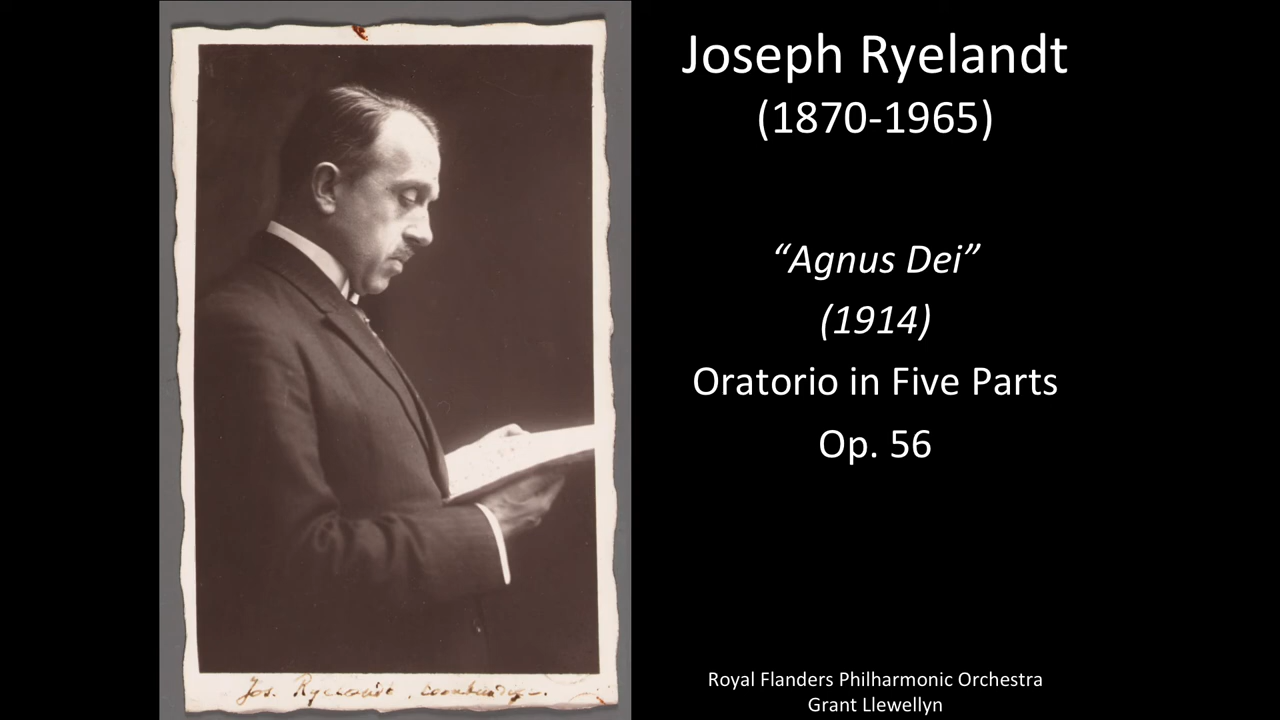 Joseph Ryelandt
(1870-1965)
“Agnus Dei”
(1914)
Oratorio in Five Parts
Op. 56
Royal Flanders Philharmonic Orchestra
Grant Llewellyn
Jos. Ryelandt